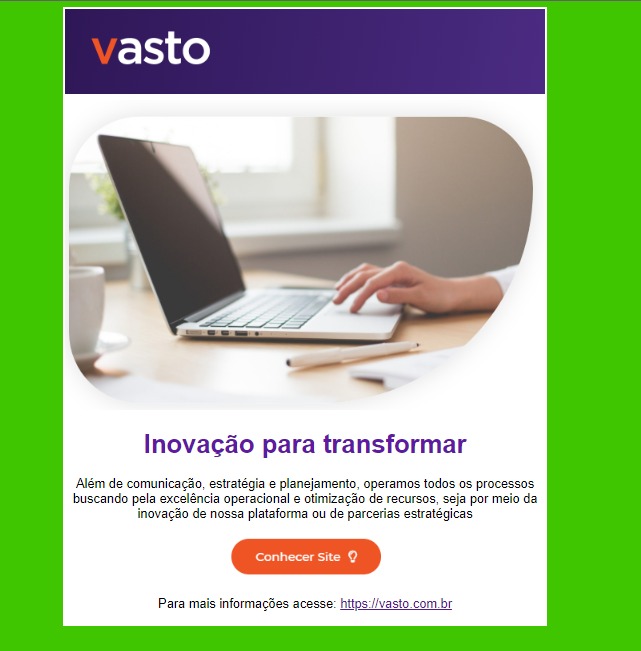 vasto
Inovação para transformar
Além de comunicação, estratégia e planejamento, operamos todos os processos
buscando pela excelência operacional e otimização de recursos, seja por meio da
inovação de nossa plataforma ou de parcerias estratégicas
Conhecer Site
Para mais informações acesse: https://vasto.com.br